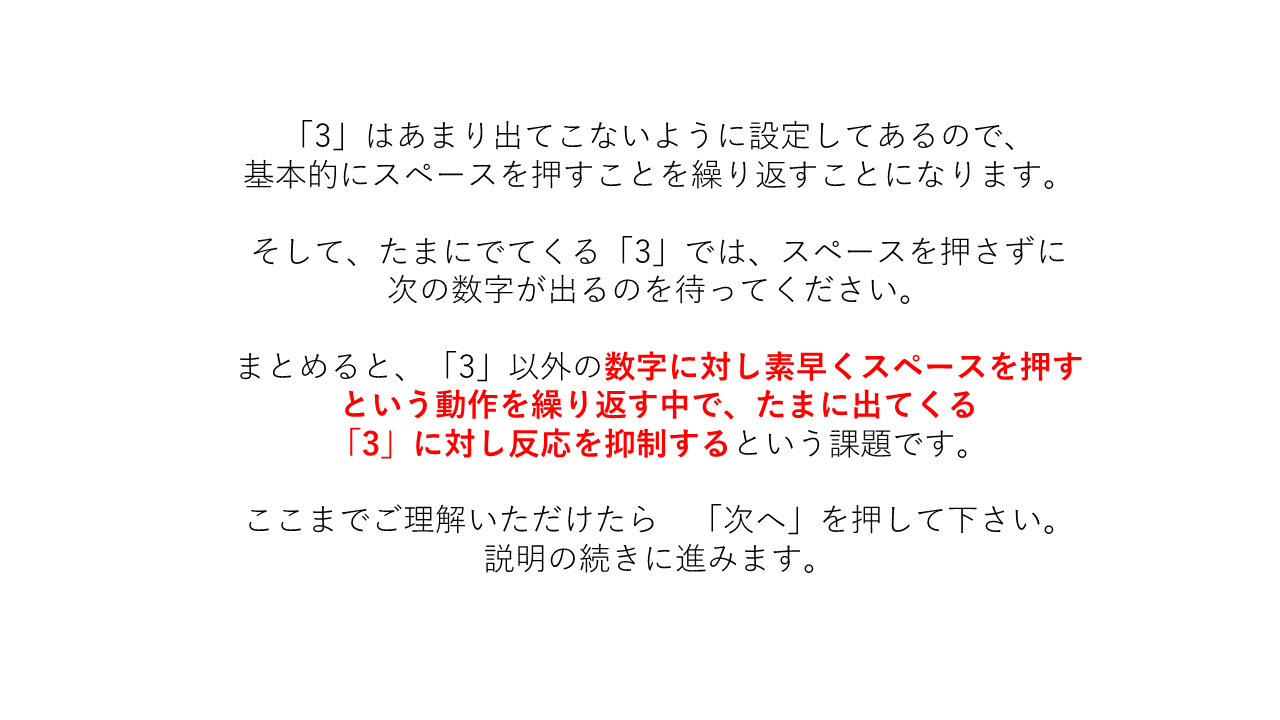 「3」はあまり出てこないように設定してあるので、
基本的にスペースを押すことを繰り返すことになります。
そして、たまにでてくる「3」では、スペースを押さずに
次の数字が出るのを待ってください。
まとめると、「3」以外の数字に対し素早くスペースを押す
という動作を繰り返す中で、たまに出てくる
「3」に対し反応を抑制するという課題です。
ここまでご理解いただけたら　「次へ」を押して下さい。
説明の続きに進みます。